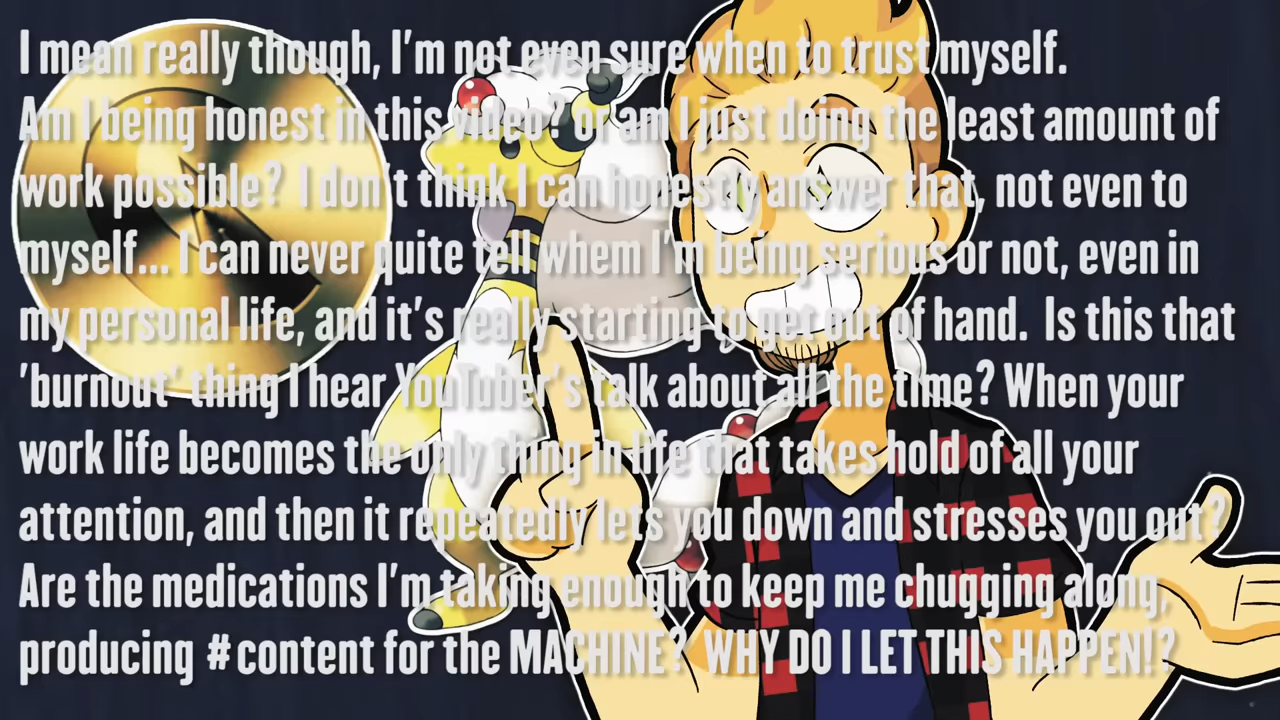 I mean really though, I'm not even sure when to trust myself.
Am I being honest in this video? or am I just doing the least amount of
work possible?  I don't think I can honestly answer that, not even to
myself... I can never quite tell whem I'm being serious or not, even in
my personal life, and it's really starting to get out of hand.  Is this that
'burnout' thing I hear YouTuber's talk about all the time? When your
work life becomes the only thing in life that takes hold of all your
attention, and then it repeatedly lets you down and stresses you out?
Are the medications I'm taking enough to keep me chugging along,
producing #content for the MACHINE?  WHY DO I LET THIS HAPPEN!?